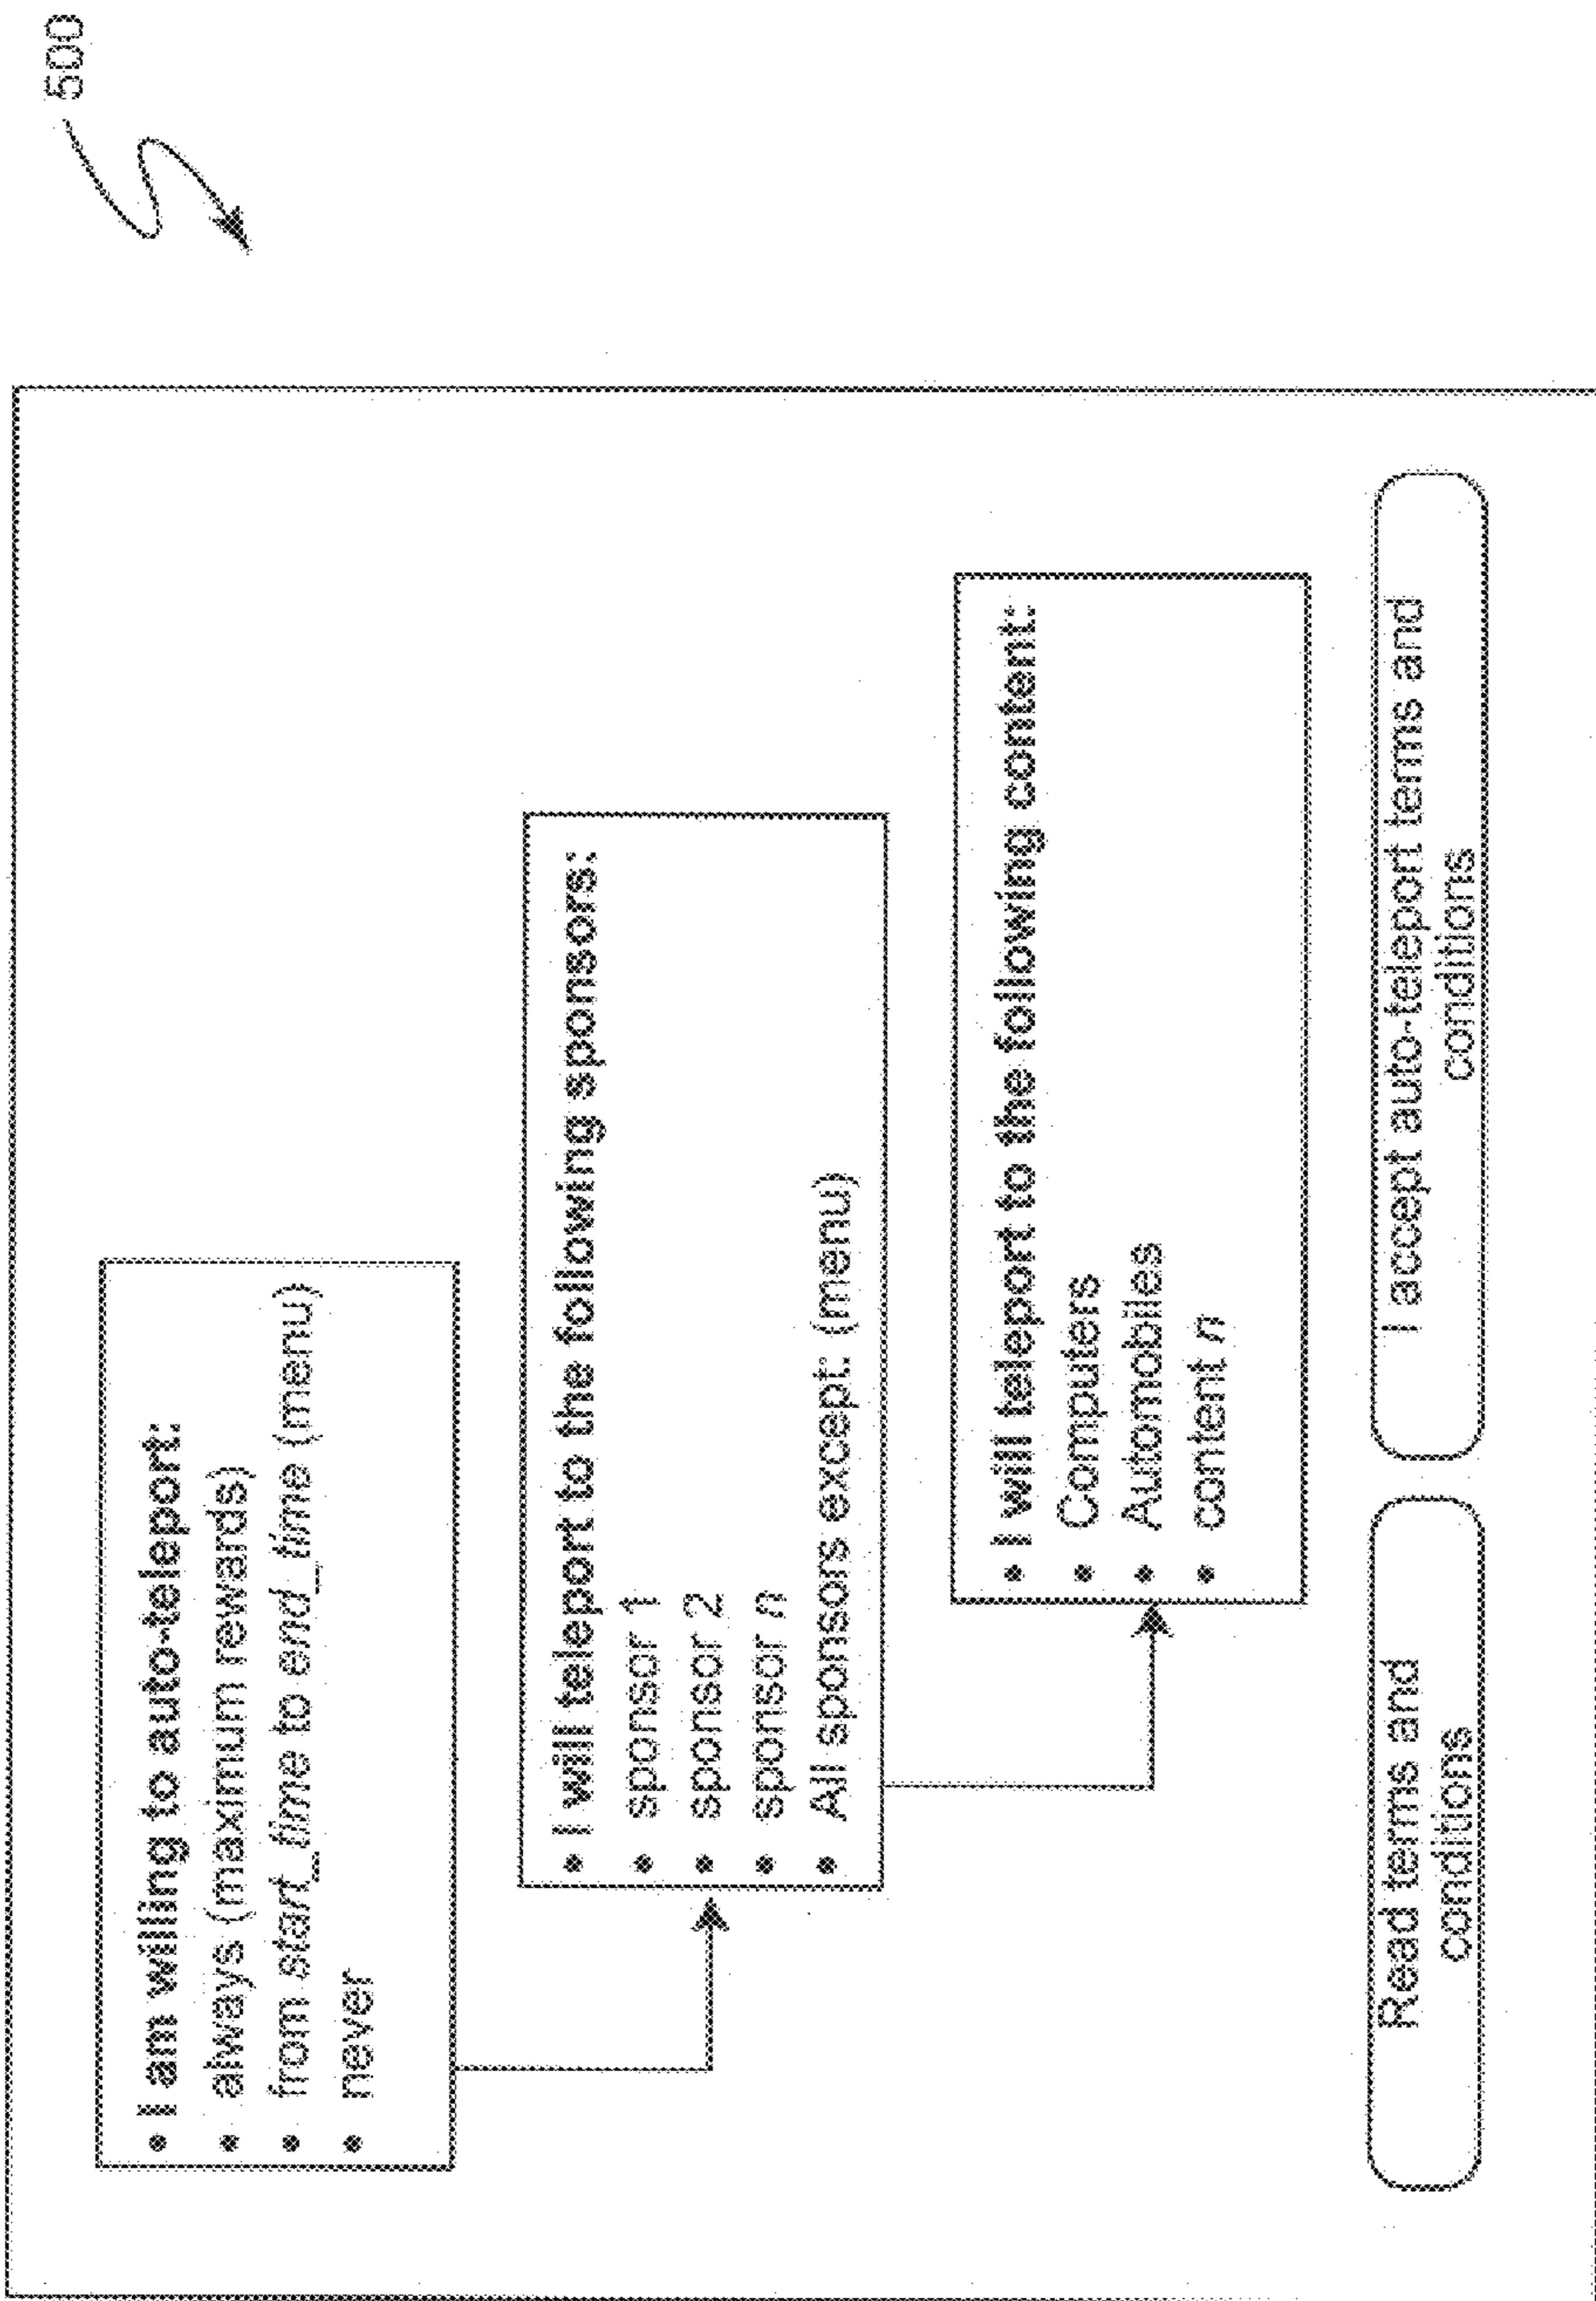 500
• I am willing to auto-teleport:
• always (maximum rewards)
• from start_time to end_time (menu)
• never
• I will teleport to the following sponsors:
• sponsor 1
• sponsor 2
• sponsor n
• All sponsors except: (menu)
• I will teleport to the following content:
• Computers
• Automobiles
• content n
Read terms and
conditions
I accept auto-teleport terms and
conditions